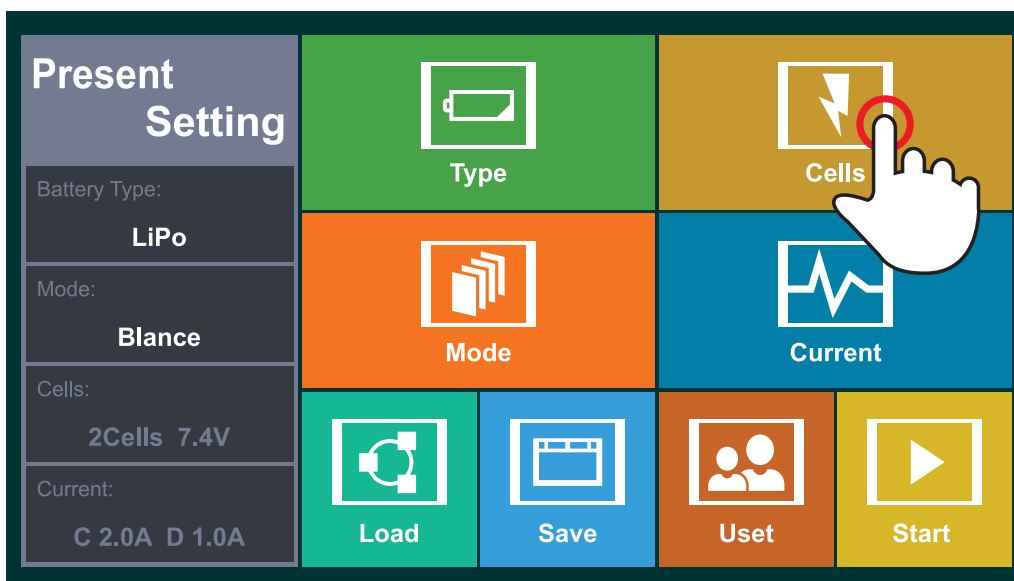 Present
Setting
Battery Type:
LiPo
Mode:
Blance
Cells:
2Cells 7.4V
Current:
C 2.0A D 1.0A
Type
Cells
Mode
Current
Load
Save
Uset
Start